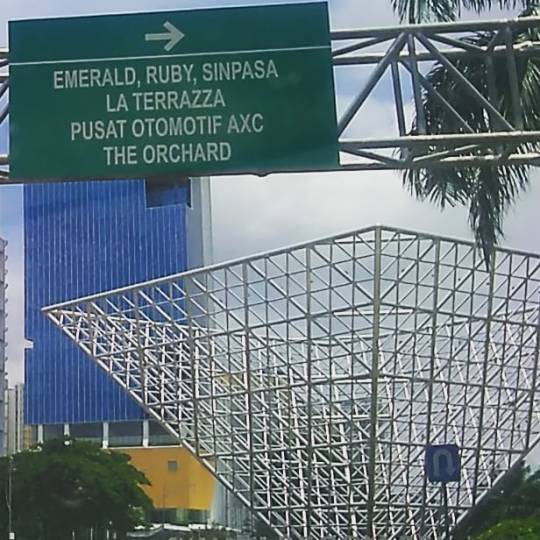 EMERALD, RUBY, SINPASA
LA TERRAZZA
PUSAT OTOMOTIF AXC
THE ORCHARD